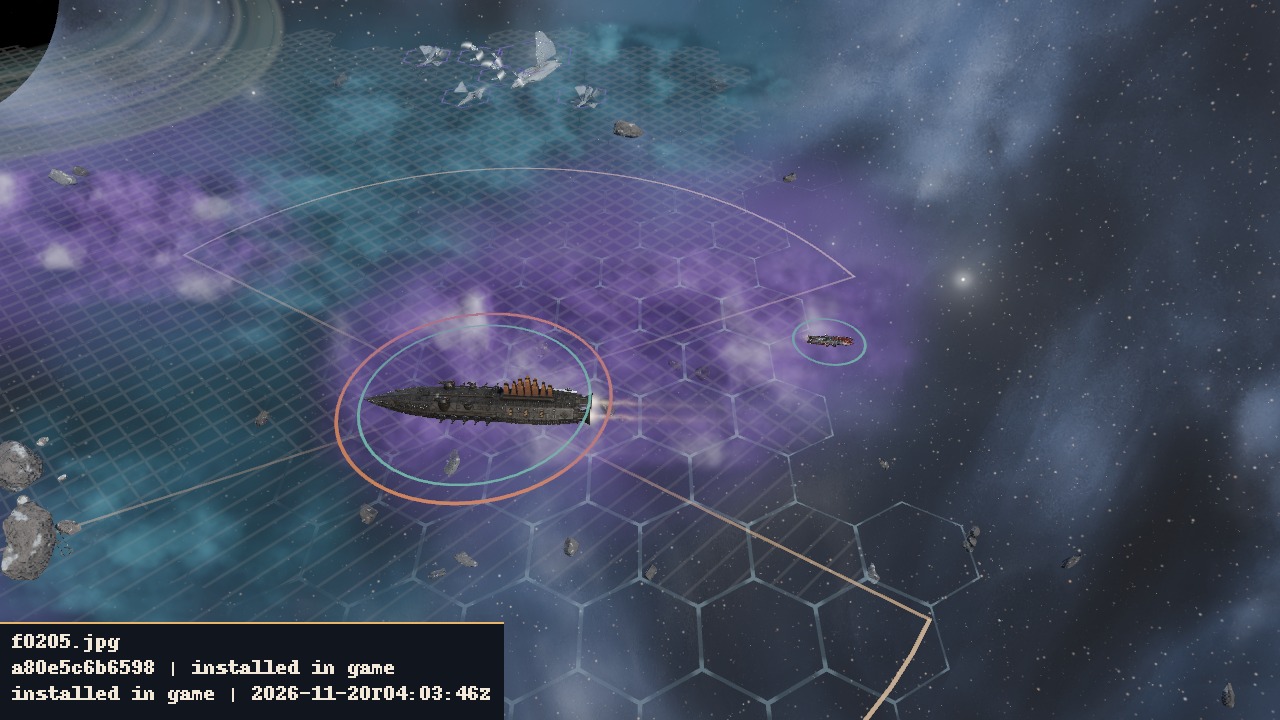 f0205.jpg
a80e5c6b6598 | installed in game
installed in game | 2026-11-20T04:03:46Z